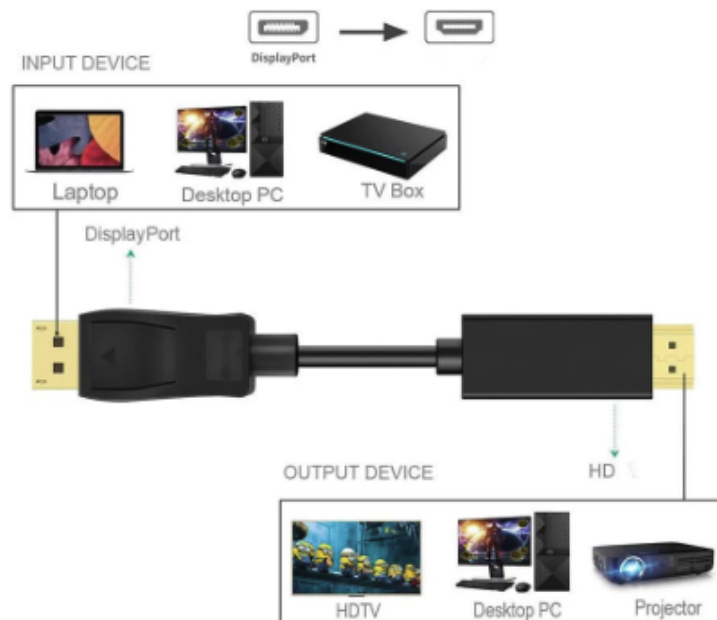 DisplayPort
INPUT DEVICE
Laptop
Desktop PC
TV Box
DisplayPort
HD
OUTPUT DEVICE
HDTV
Desktop PC
Projector